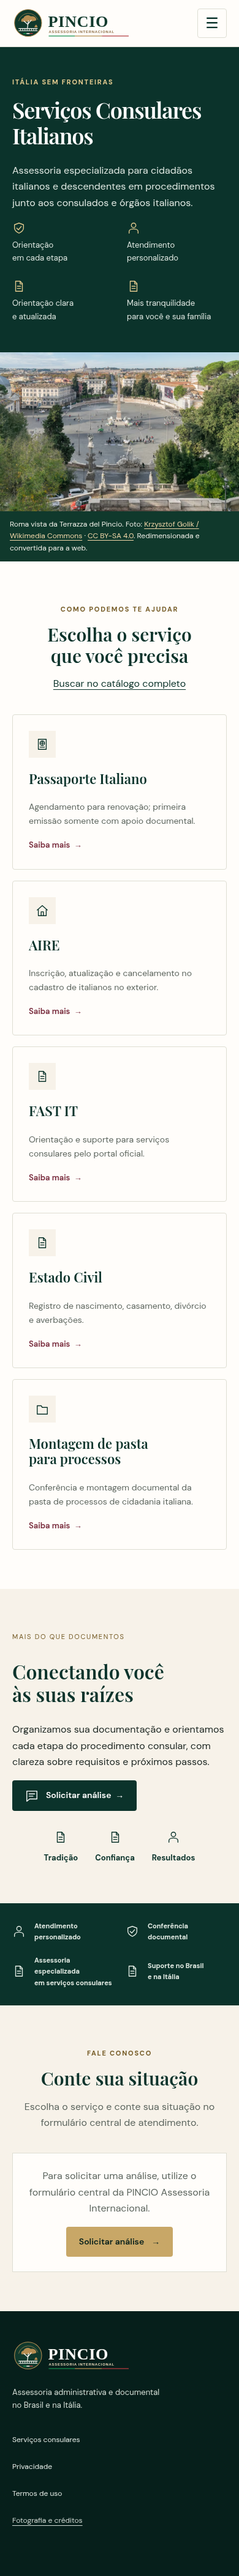 PINCIO
ASSESSORIA INTERNACIONAL
☰
ITÁLIA SEM FRONTEIRAS
Serviços Consulares
Italianos
Assessoria especializada para cidadãos
italianos e descendentes em procedimentos
junto aos consulados e órgãos italianos.
Orientação
em cada etapa
Atendimento
personalizado
Orientação clara
e atualizada
Mais tranquilidade
para você e sua família
Roma vista da Terrazza del Pincio. Foto: Krzysztof Golik /
Wikimedia Commons · CC BY-SA 4.0. Redimensionada e
convertida para a web.
COMO PODEMOS TE AJUDAR
Escolha o serviço
que você precisa
Buscar no catálogo completo
Passaporte Italiano
Agendamento para renovação; primeira
emissão somente com apoio documental.
Saiba mais →
AIRE
Inscrição, atualização e cancelamento no
cadastro de italianos no exterior.
Saiba mais →
FAST IT
Orientação e suporte para serviços
consulares pelo portal oficial.
Saiba mais →
Estado Civil
Registro de nascimento, casamento, divórcio
e averbações.
Saiba mais →
Montagem de pasta
para processos
Conferência e montagem documental da
pasta de processos de cidadania italiana.
Saiba mais →
MAIS DO QUE DOCUMENTOS
Conectando você
às suas raízes
Organizamos sua documentação e orientamos
cada etapa do procedimento consular, com
clareza sobre requisitos e próximos passos.
Solicitar análise →
Tradição
Confiança
Resultados
Atendimento
personalizado
Conferência
documental
Assessoria
especializada
em serviços consulares
Suporte no Brasil
e na Itália
FALE CONOSCO
Conte sua situação
Escolha o serviço e conte sua situação no
formulário central de atendimento.
Para solicitar uma análise, utilize o
formulário central da PINCIO Assessoria
Internacional.
Solicitar análise →
PINCIO
ASSESSORIA INTERNACIONAL
Assessoria administrativa e documental
no Brasil e na Itália.
Serviços consulares
Privacidade
Termos de uso
Fotografia e créditos